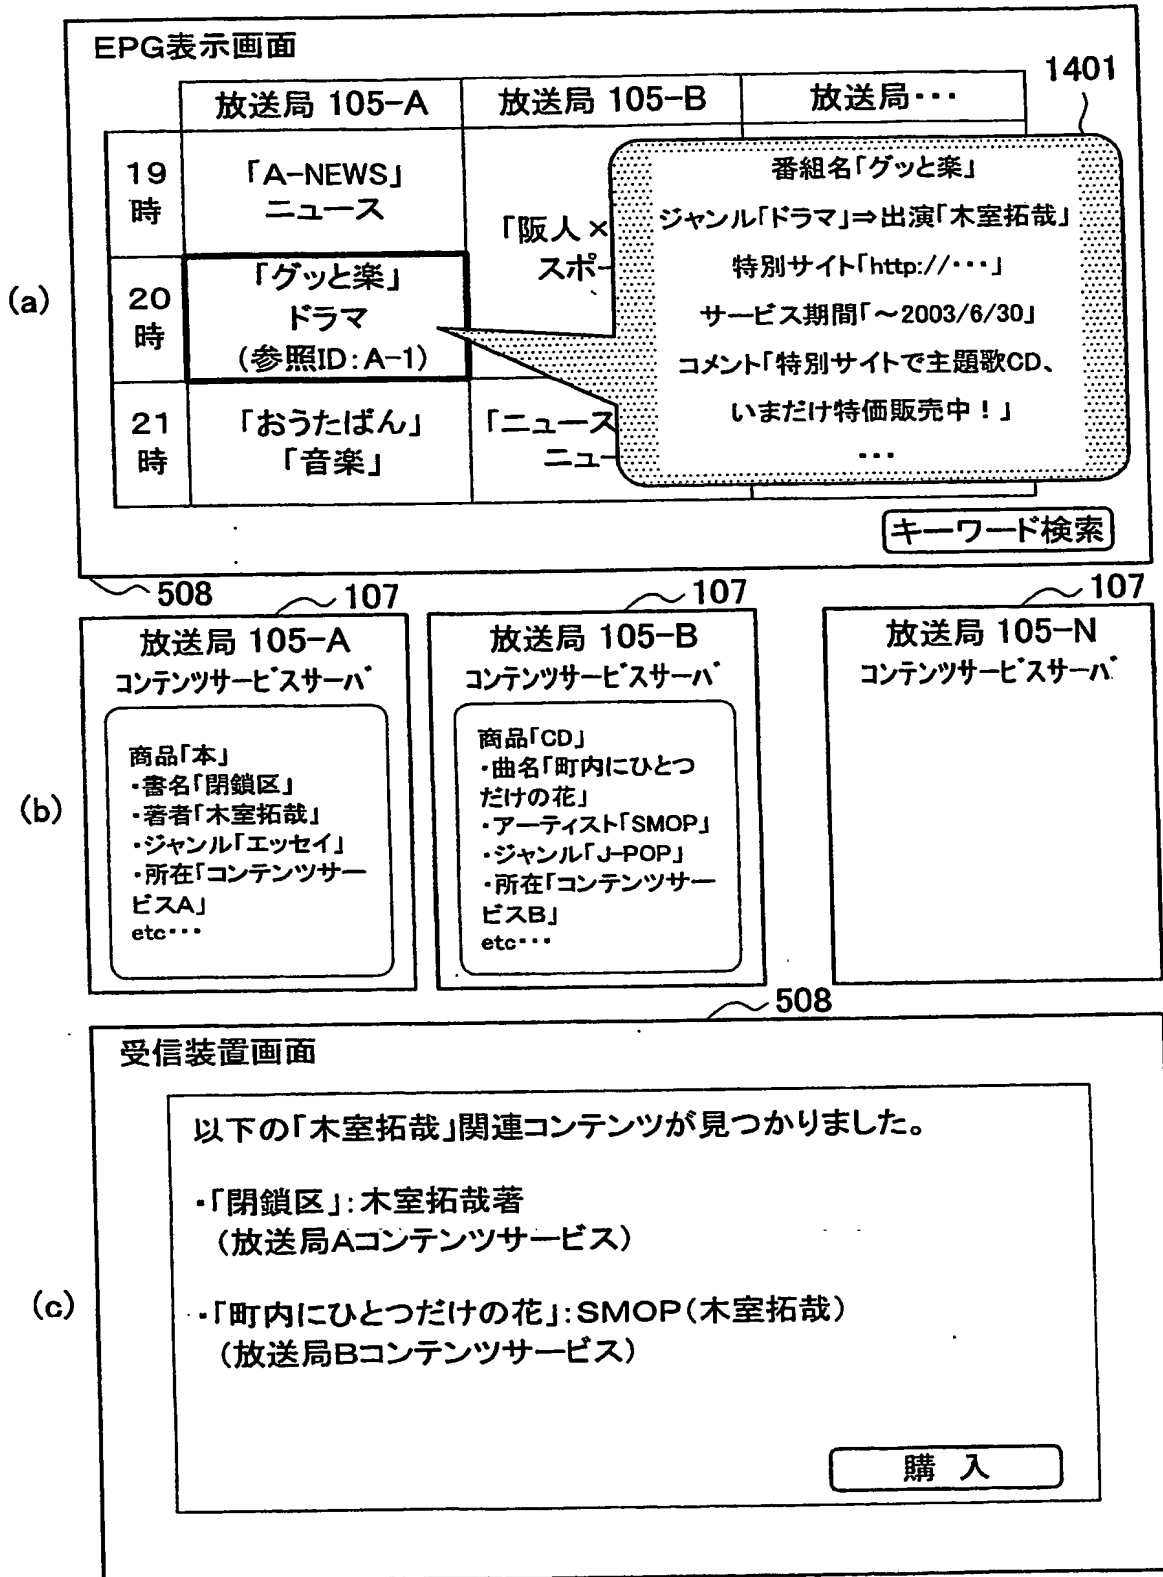 EPG表示画面
1401
放送局 105-A 放送局 105-B 放送局･･･
19時
「A-NEWS」
ニュース
「阪人×
スポー
(a)
20時
「グッと楽」
ドラマ
(参照ID:A-1)
21時
「おうたばん」
「音楽」
「ニュース
ニュー
番組名「グッと楽」
ジャンル「ドラマ」⇒出演「木室拓哉」
特別サイト「http://･･･」
サービス期間「～2003/6/30」
コメント「特別サイトで主題歌CD、
いまだけ特価販売中！」
･･･
キーワード検索
508
107
107
107
(b)
放送局 105-A
コンテンツサービスサーバ
商品「本」
・書名「閉鎖区」
・著者「木室拓哉」
・ジャンル「エッセイ」
・所在「コンテンツサー
ビスA」
etc･･･
放送局 105-B
コンテンツサービスサーバ
商品「CD」
・曲名「町内にひとつ
だけの花」
・アーティスト「SMOP」
・ジャンル「J-POP」
・所在「コンテンツサー
ビスB」
etc･･･
放送局 105-N
コンテンツサービスサーバ
508
(c)
受信装置画面
以下の「木室拓哉」関連コンテンツが見つかりました。
・「閉鎖区」:木室拓哉著
(放送局Aコンテンツサービス)
・「町内にひとつだけの花」:SMOP(木室拓哉)
(放送局Bコンテンツサービス)
購 入